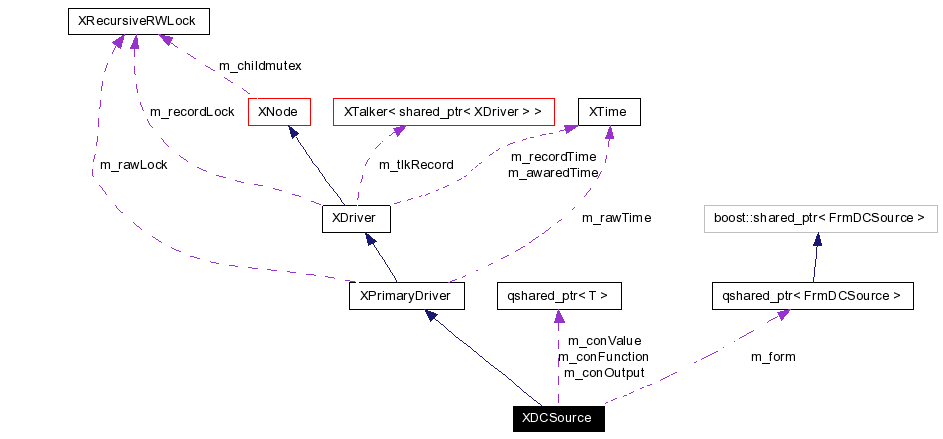 XRecursiveRWLock
m_childmutex
XNode
XTalker< shared_ptr< XDriver > >
XTime
m_recordLock
m_rawLock
m_tlkRecord
m_recordTime
m_awaredTime
XDriver
m_rawTime
boost::shared_ptr< FrmDCSource >
XPrimaryDriver
qshared_ptr< T >
qshared_ptr< FrmDCSource >
m_conValue
m_conFunction
m_conOutput
m_form
XDCSource